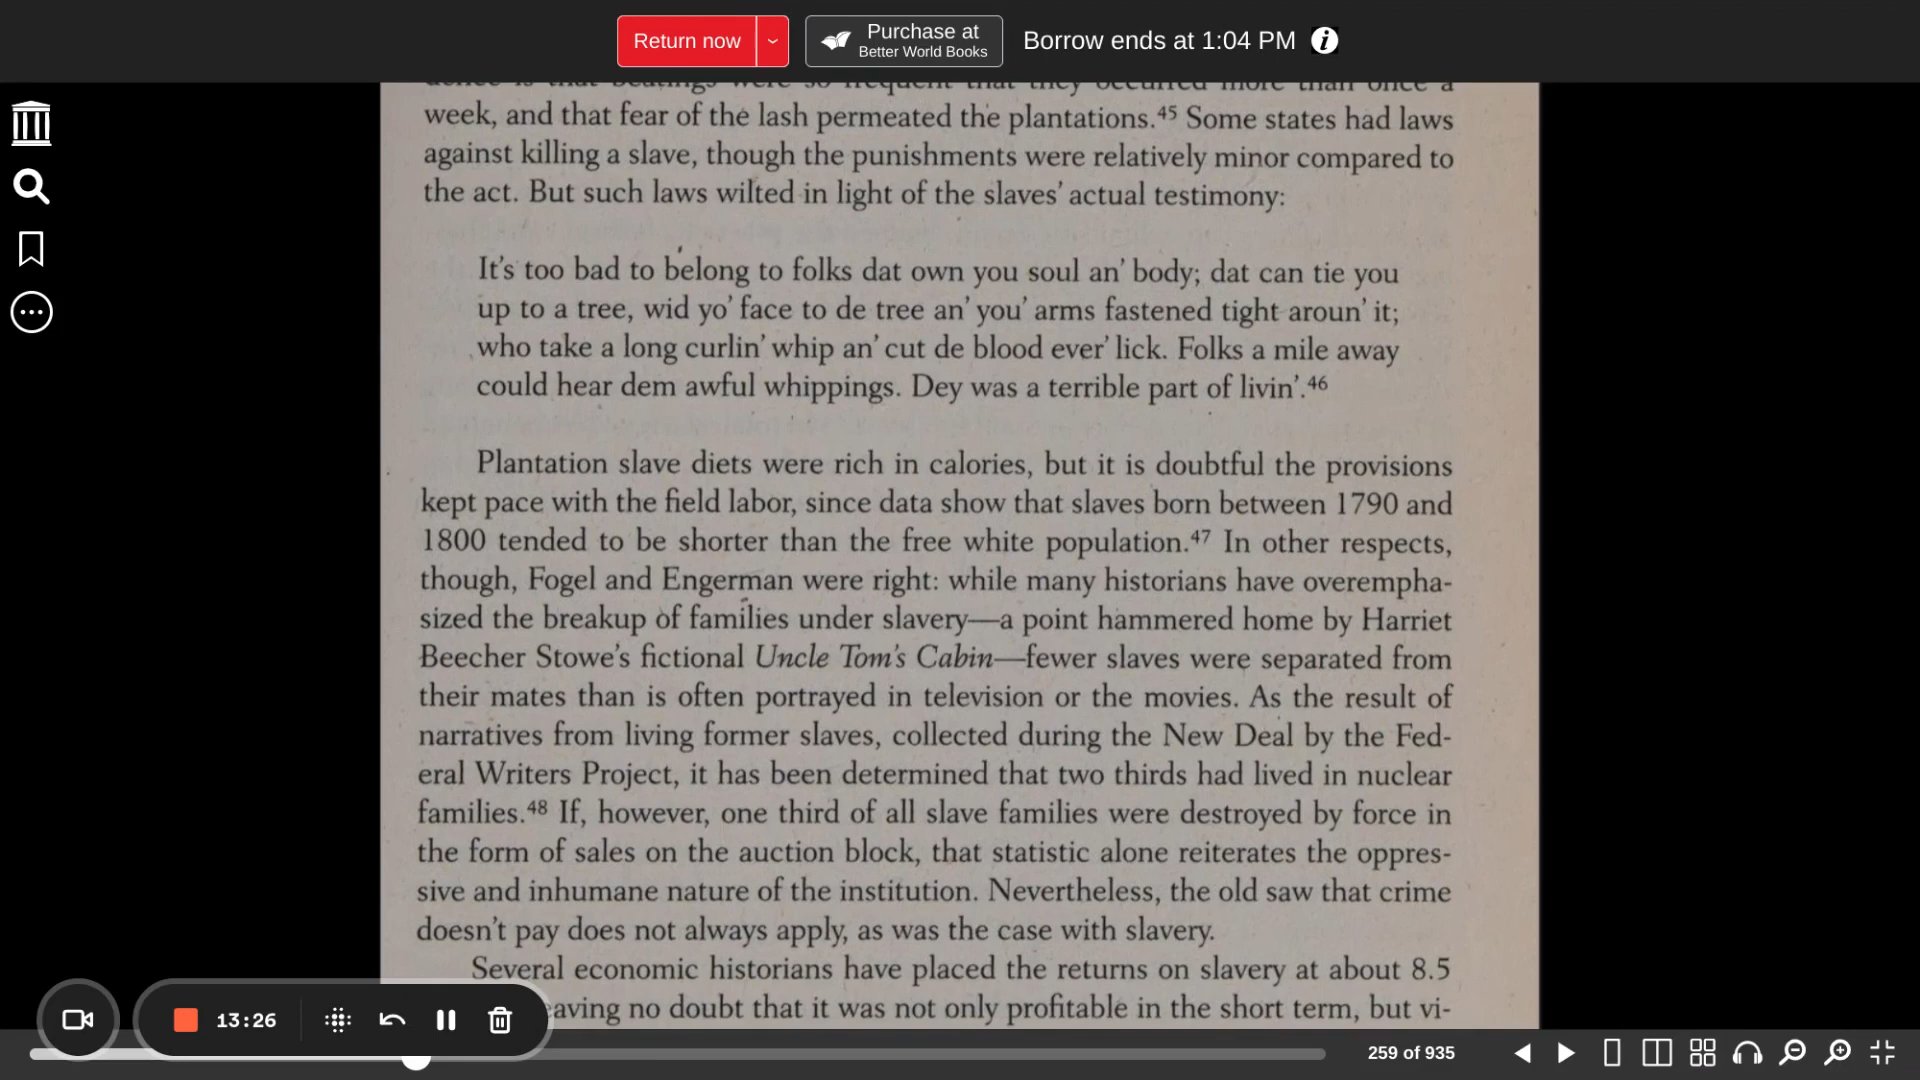 Return now
Purchase at
Better World Books
Borrow ends at 1:04 PM
dence is that beatings were so frequent that they occurred more than once a
week, and that fear of the lash permeated the plantations.⁴⁵ Some states had laws
against killing a slave, though the punishments were relatively minor compared to
the act. But such laws wilted in light of the slaves’ actual testimony:
It’s too bad to belong to folks dat own you soul an’ body; dat can tie you
up to a tree, wid yo’ face to de tree an’ you’ arms fastened tight aroun’ it;
who take a long curlin’ whip an’ cut de blood ever’ lick. Folks a mile away
could hear dem awful whippings. Dey was a terrible part of livin’.⁴⁶
Plantation slave diets were rich in calories, but it is doubtful the provisions
kept pace with the field labor, since data show that slaves born between 1790 and
1800 tended to be shorter than the free white population.⁴⁷ In other respects,
though, Fogel and Engerman were right: while many historians have overempha-
sized the breakup of families under slavery—a point hammered home by Harriet
Beecher Stowe’s fictional Uncle Tom’s Cabin—fewer slaves were separated from
their mates than is often portrayed in television or the movies. As the result of
narratives from living former slaves, collected during the New Deal by the Fed-
eral Writers Project, it has been determined that two thirds had lived in nuclear
families.⁴⁸ If, however, one third of all slave families were destroyed by force in
the form of sales on the auction block, that statistic alone reiterates the oppres-
sive and inhumane nature of the institution. Nevertheless, the old saw that crime
doesn’t pay does not always apply, as was the case with slavery.
Several economic historians have placed the returns on slavery at about 8.5
eaving no doubt that it was not only profitable in the short term, but vi-
13:26
259 of 935